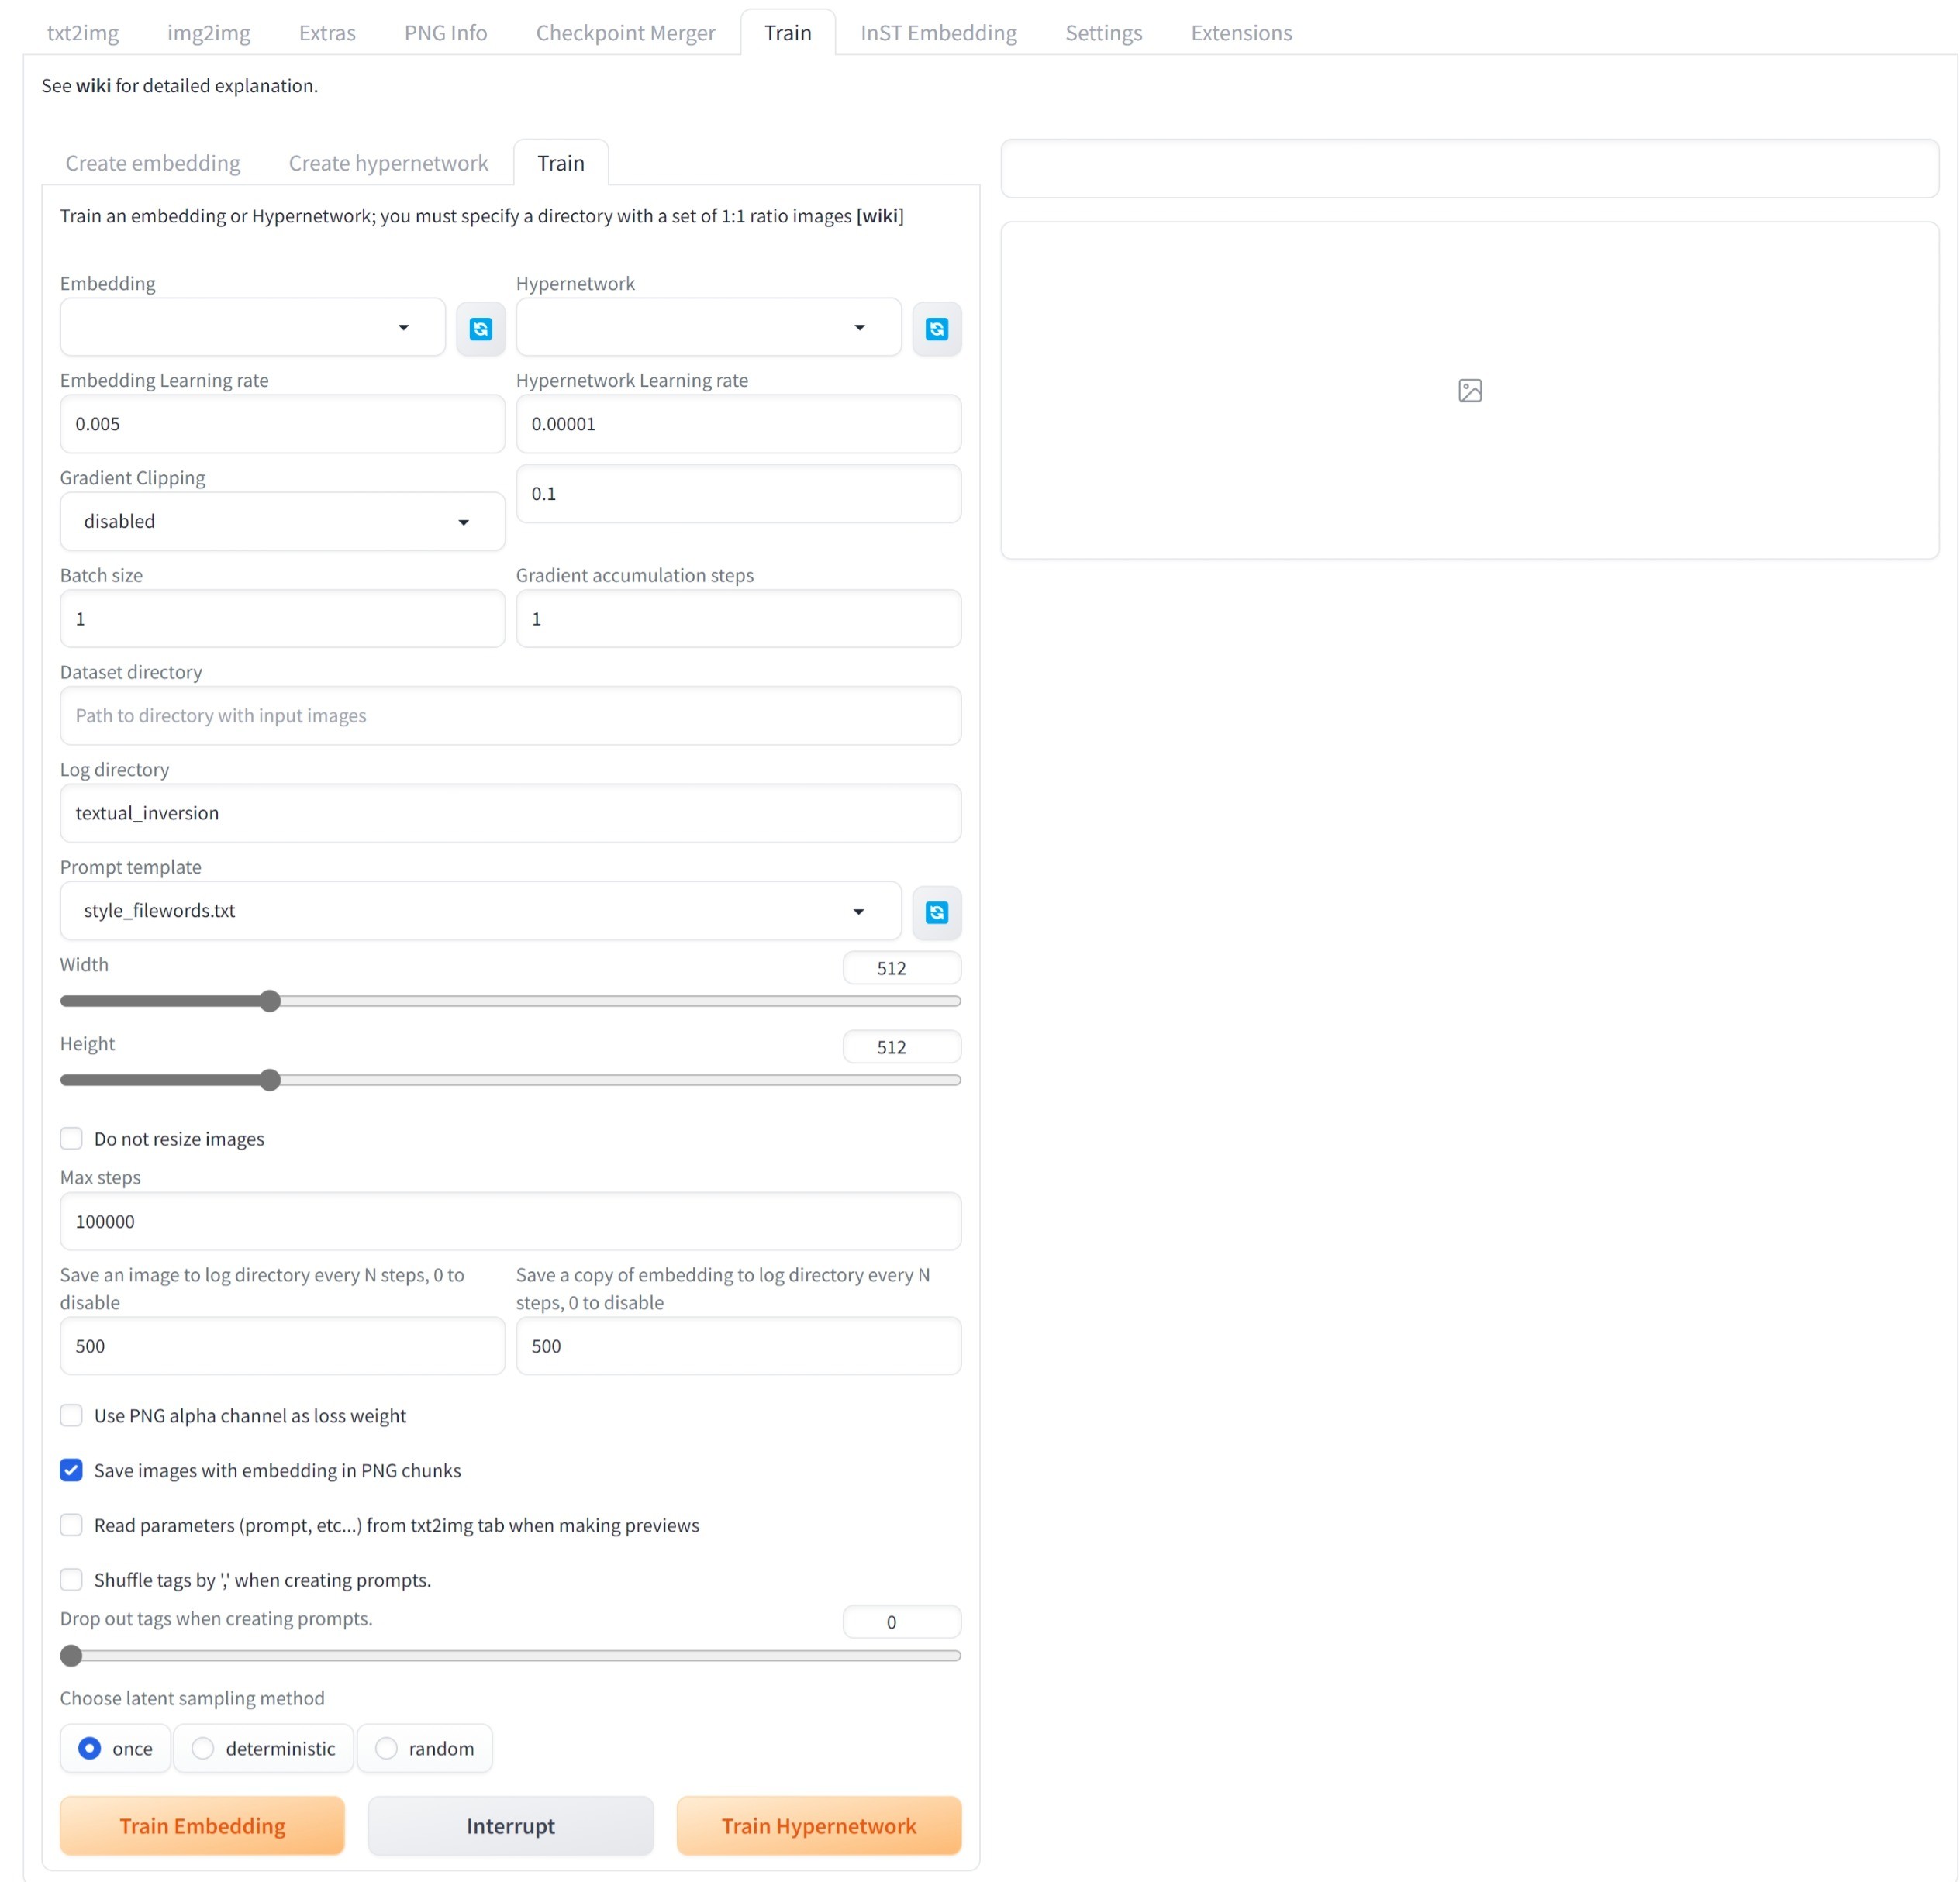 txt2img img2img Extras PNG Info Checkpoint Merger Train InST Embedding Settings Extensions
See wiki for detailed explanation.
Create embedding Create hypernetwork Train
Train an embedding or Hypernetwork; you must specify a directory with a set of 1:1 ratio images [wiki]
Embedding Hypernetwork
Embedding Learning rate Hypernetwork Learning rate
0.005 0.00001
Gradient Clipping
0.1
disabled
Batch size Gradient accumulation steps
1 1
Dataset directory
Path to directory with input images
Log directory
textual_inversion
Prompt template
style_filewords.txt
Width 512
Height 512
Do not resize images
Max steps
100000
Save an image to log directory every N steps, 0 to
disable
Save a copy of embedding to log directory every N
steps, 0 to disable
500 500
Use PNG alpha channel as loss weight
Save images with embedding in PNG chunks
Read parameters (prompt, etc...) from txt2img tab when making previews
Shuffle tags by ',' when creating prompts.
Drop out tags when creating prompts. 0
Choose latent sampling method
once deterministic random
Train Embedding Interrupt Train Hypernetwork